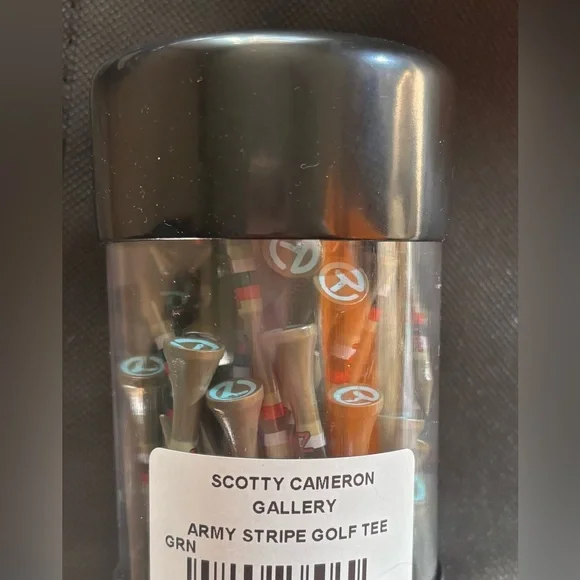 SCOTTY CAMERON
GALLERY
ARMY STRIPE GOLF TEE
GRN